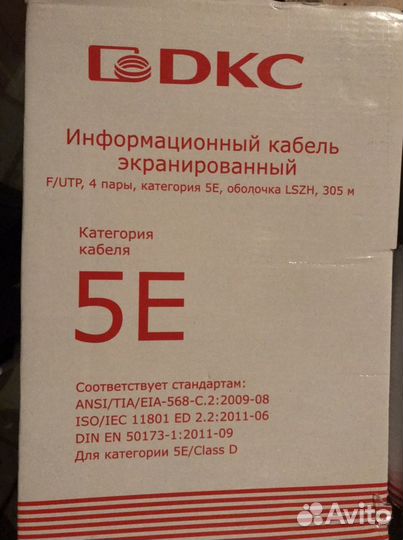 DKC
Информационный кабель
экранированный
F/UTP, 4 пары, категория 5E, оболочка LSZH, 305 м
Категория
кабеля
5E
Соответствует стандартам:
ANSI/TIA/EIA-568-C.2:2009-08
ISO/IEC 11801 ED 2.2:2011-06
DIN EN 50173-1:2011-09
Для категории 5E/Class D
Avito